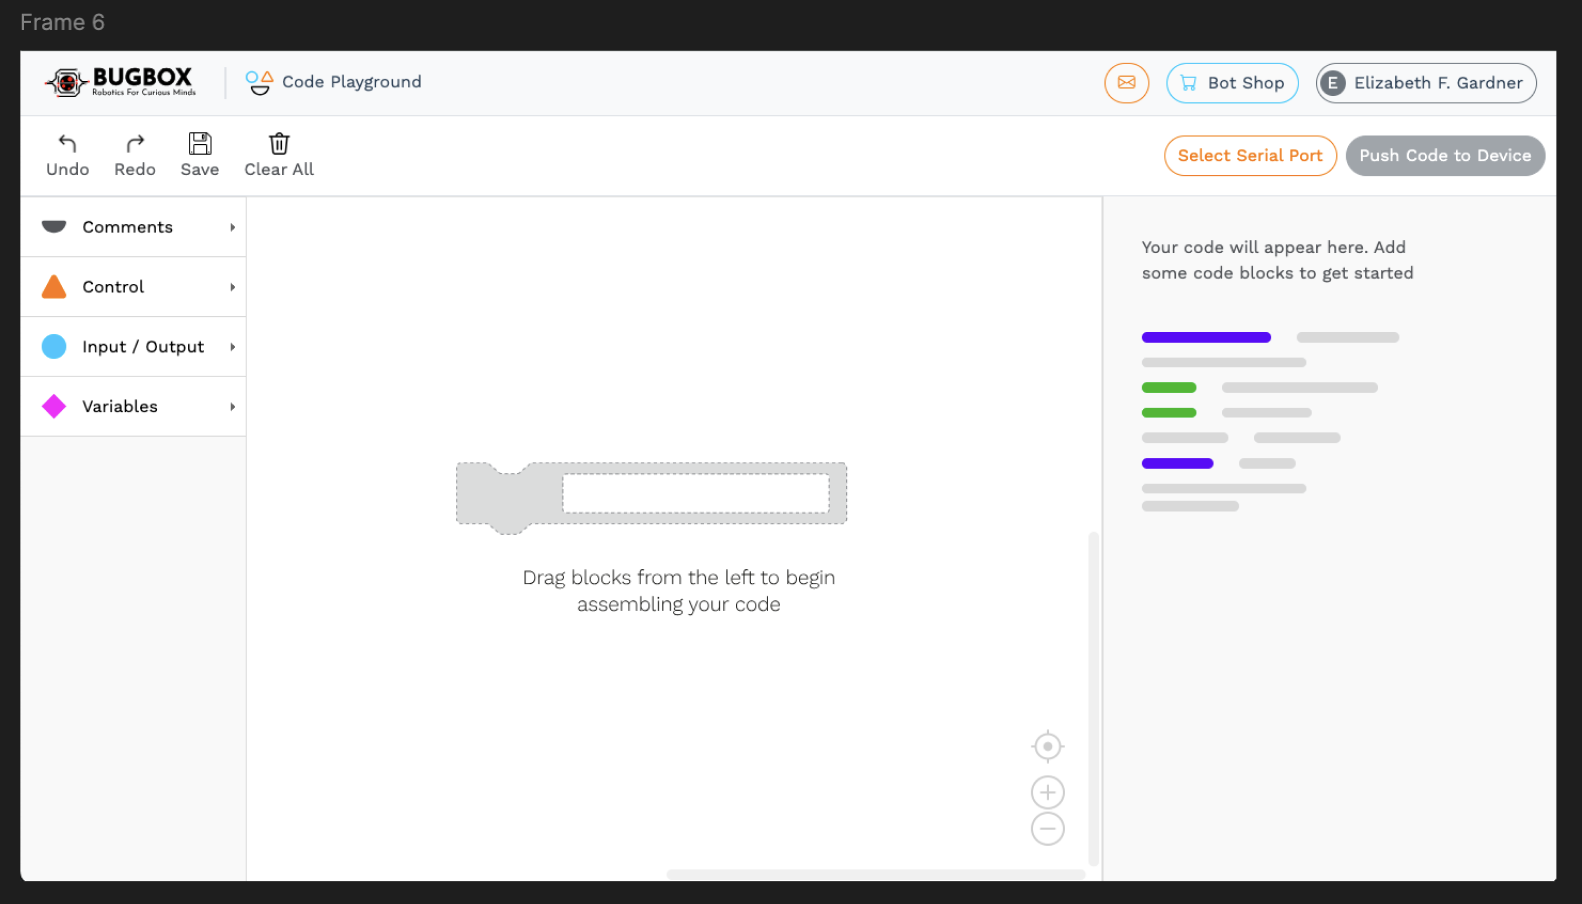 Frame 6
BUGBOX
Robotics For Curious Minds
Code Playground
Bot Shop
E
Elizabeth F. Gardner
Undo
Redo
Save
Clear All
Select Serial Port
Push Code to Device
Comments
Control
Input / Output
Variables
Drag blocks from the left to begin
assembling your code
Your code will appear here. Add
some code blocks to get started